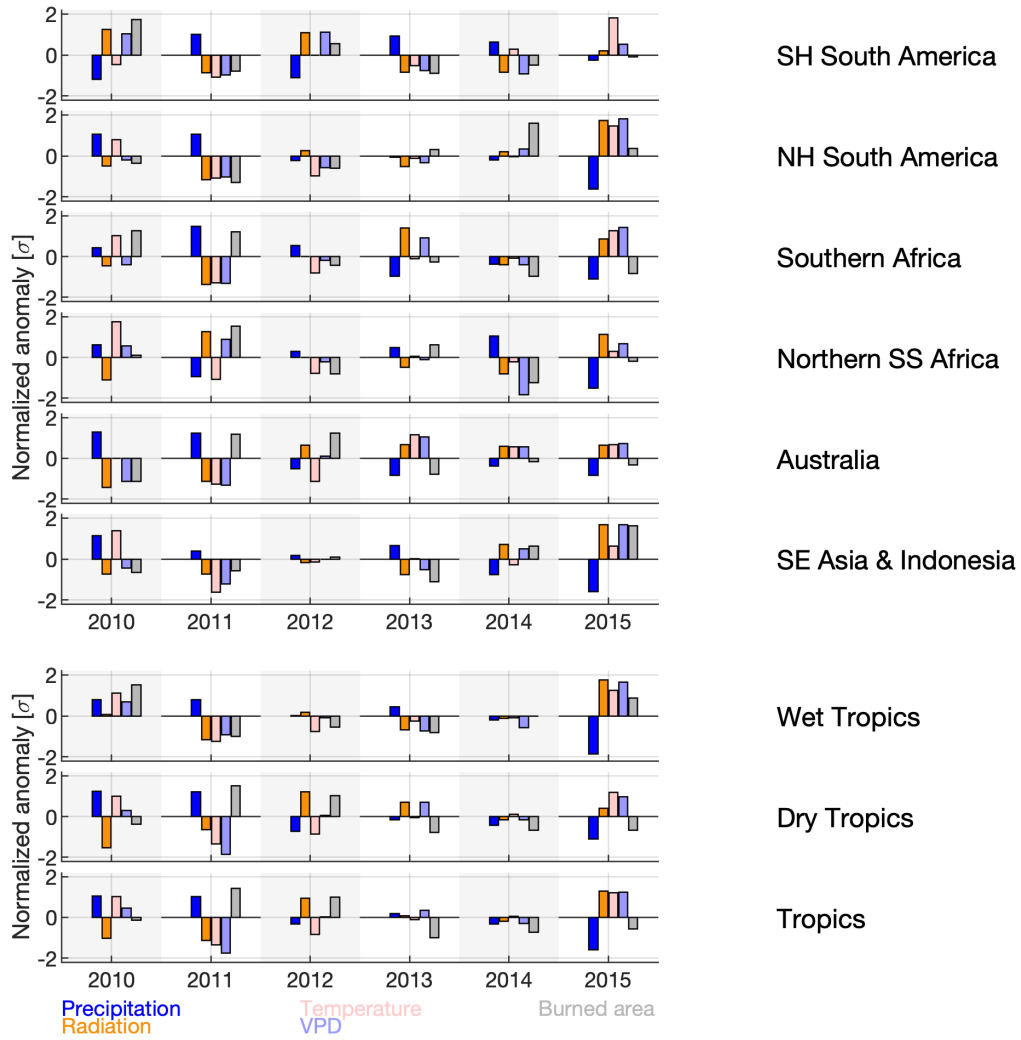 2
0
-2
SH South America
2
0
-2
NH South America
2
0
-2
Southern Africa
2
0
-2
Northern SS Africa
2
0
-2
Australia
2
0
-2
SE Asia & Indonesia
Normalized anomaly [σ]
2010 2011 2012 2013 2014 2015
2
0
-2
Wet Tropics
2
0
-2
Dry Tropics
2
0
-2
Tropics
Normalized anomaly [σ]
2010 2011 2012 2013 2014 2015
Precipitation Temperature Burned area
Radiation VPD